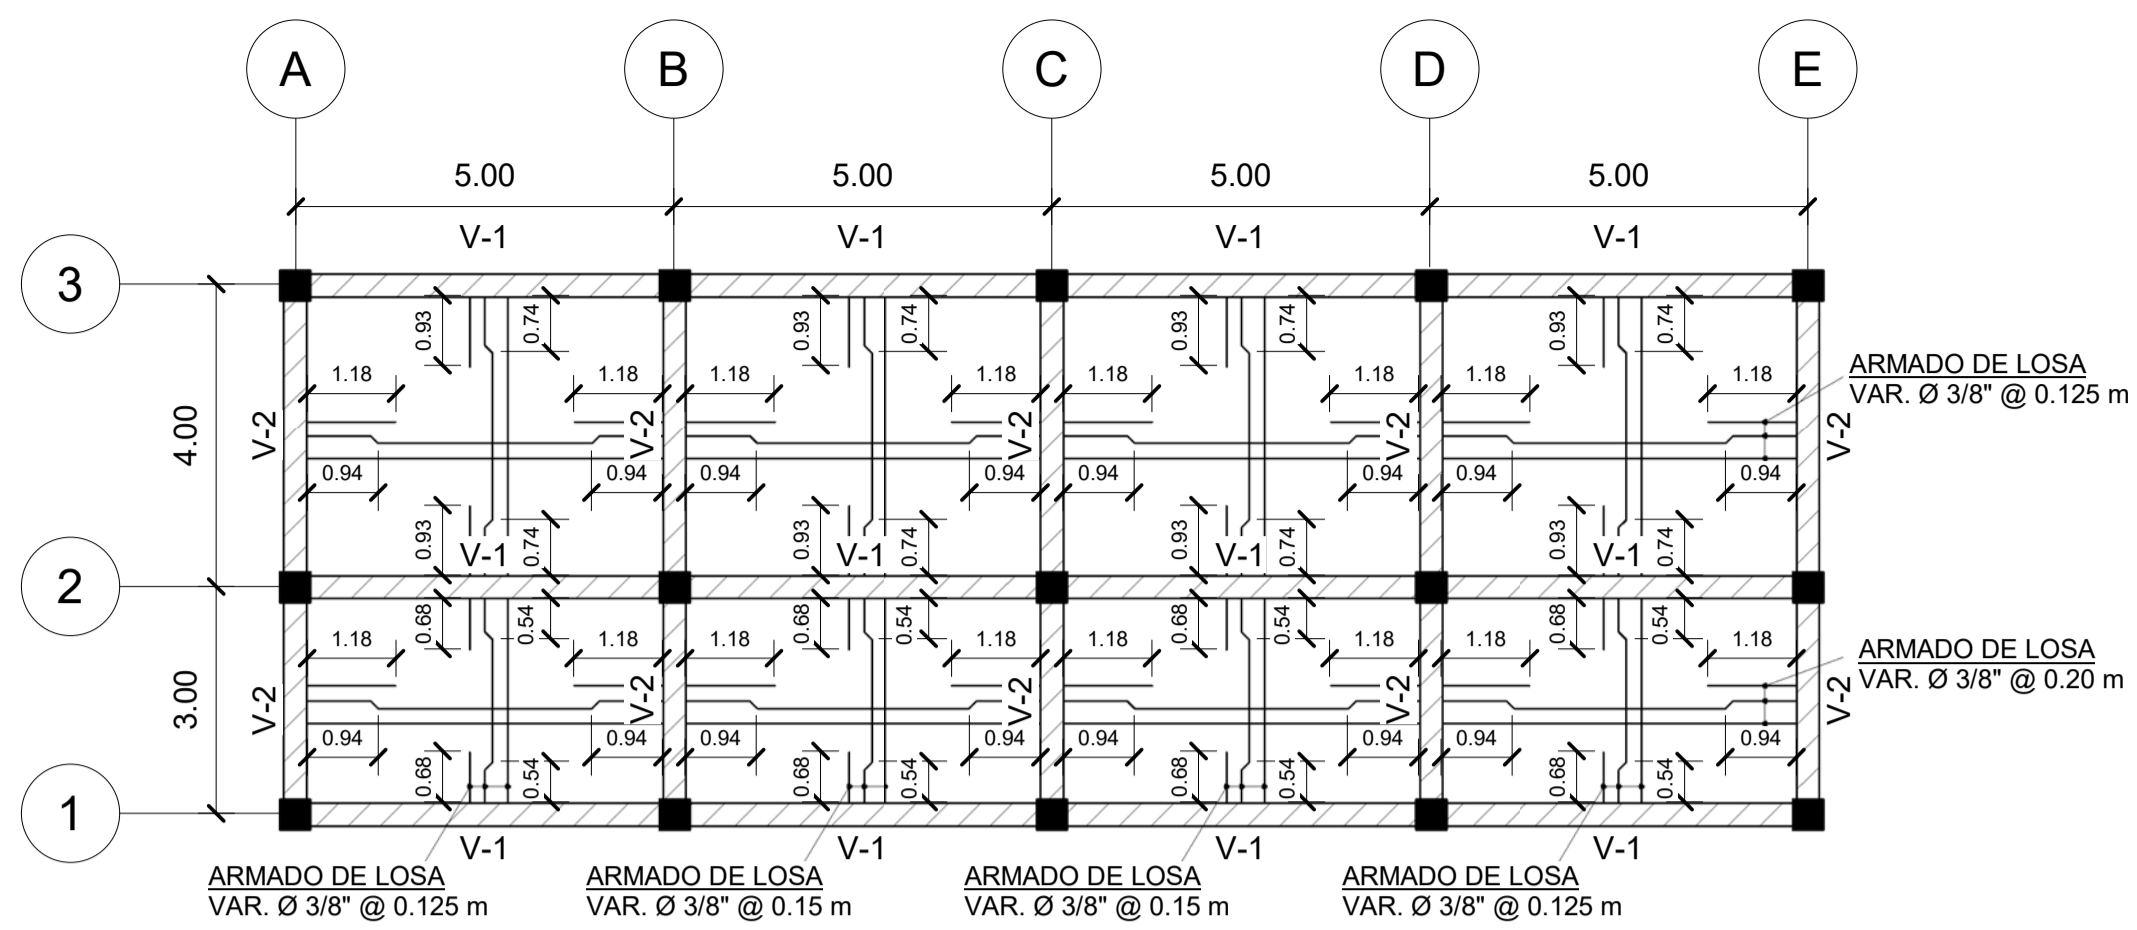 A B C D E
5.00 5.00 5.00 5.00
V-1 V-1 V-1 V-1
3
0.93 0.74 0.93 0.74 0.93 0.74 0.93 0.74
ARMADO DE LOSA
VAR. Ø 3/8" @ 0.125 m
1.18 1.18 1.18 1.18 1.18 1.18 1.18 1.18
4.00
V-2 V-2 V-2 V-2 V-2
0.94 0.94 0.94 0.94 0.94 0.94 0.94 0.94
0.93 0.74 0.93 0.74 0.93 0.74 0.93 0.74
V-1 V-1 V-1 V-1
2
0.68 0.54 0.68 0.54 0.68 0.54 0.68 0.54
1.18 1.18 1.18 1.18 1.18 1.18 1.18 1.18
ARMADO DE LOSA
VAR. Ø 3/8" @ 0.20 m
3.00
V-2 V-2 V-2 V-2 V-2
0.94 0.94 0.94 0.94 0.94 0.94 0.94 0.94
0.68 0.54 0.68 0.54 0.68 0.54 0.68 0.54
1
V-1 V-1 V-1 V-1
ARMADO DE LOSA
VAR. Ø 3/8" @ 0.125 m
ARMADO DE LOSA
VAR. Ø 3/8" @ 0.15 m
ARMADO DE LOSA
VAR. Ø 3/8" @ 0.15 m
ARMADO DE LOSA
VAR. Ø 3/8" @ 0.125 m